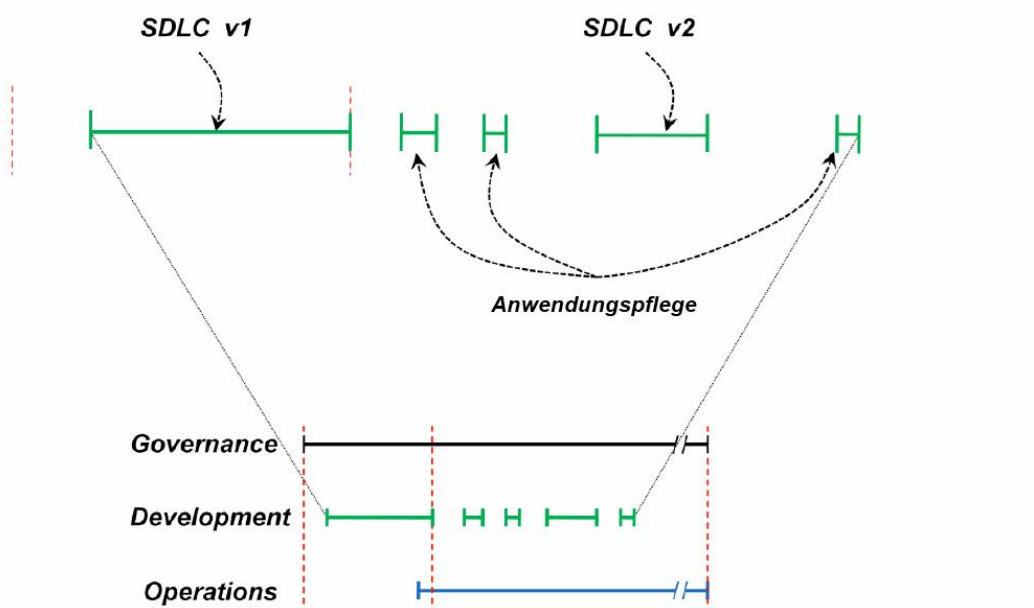 SDLC v1
SDLC v2
Anwendungspflege
Governance
Development
Operations